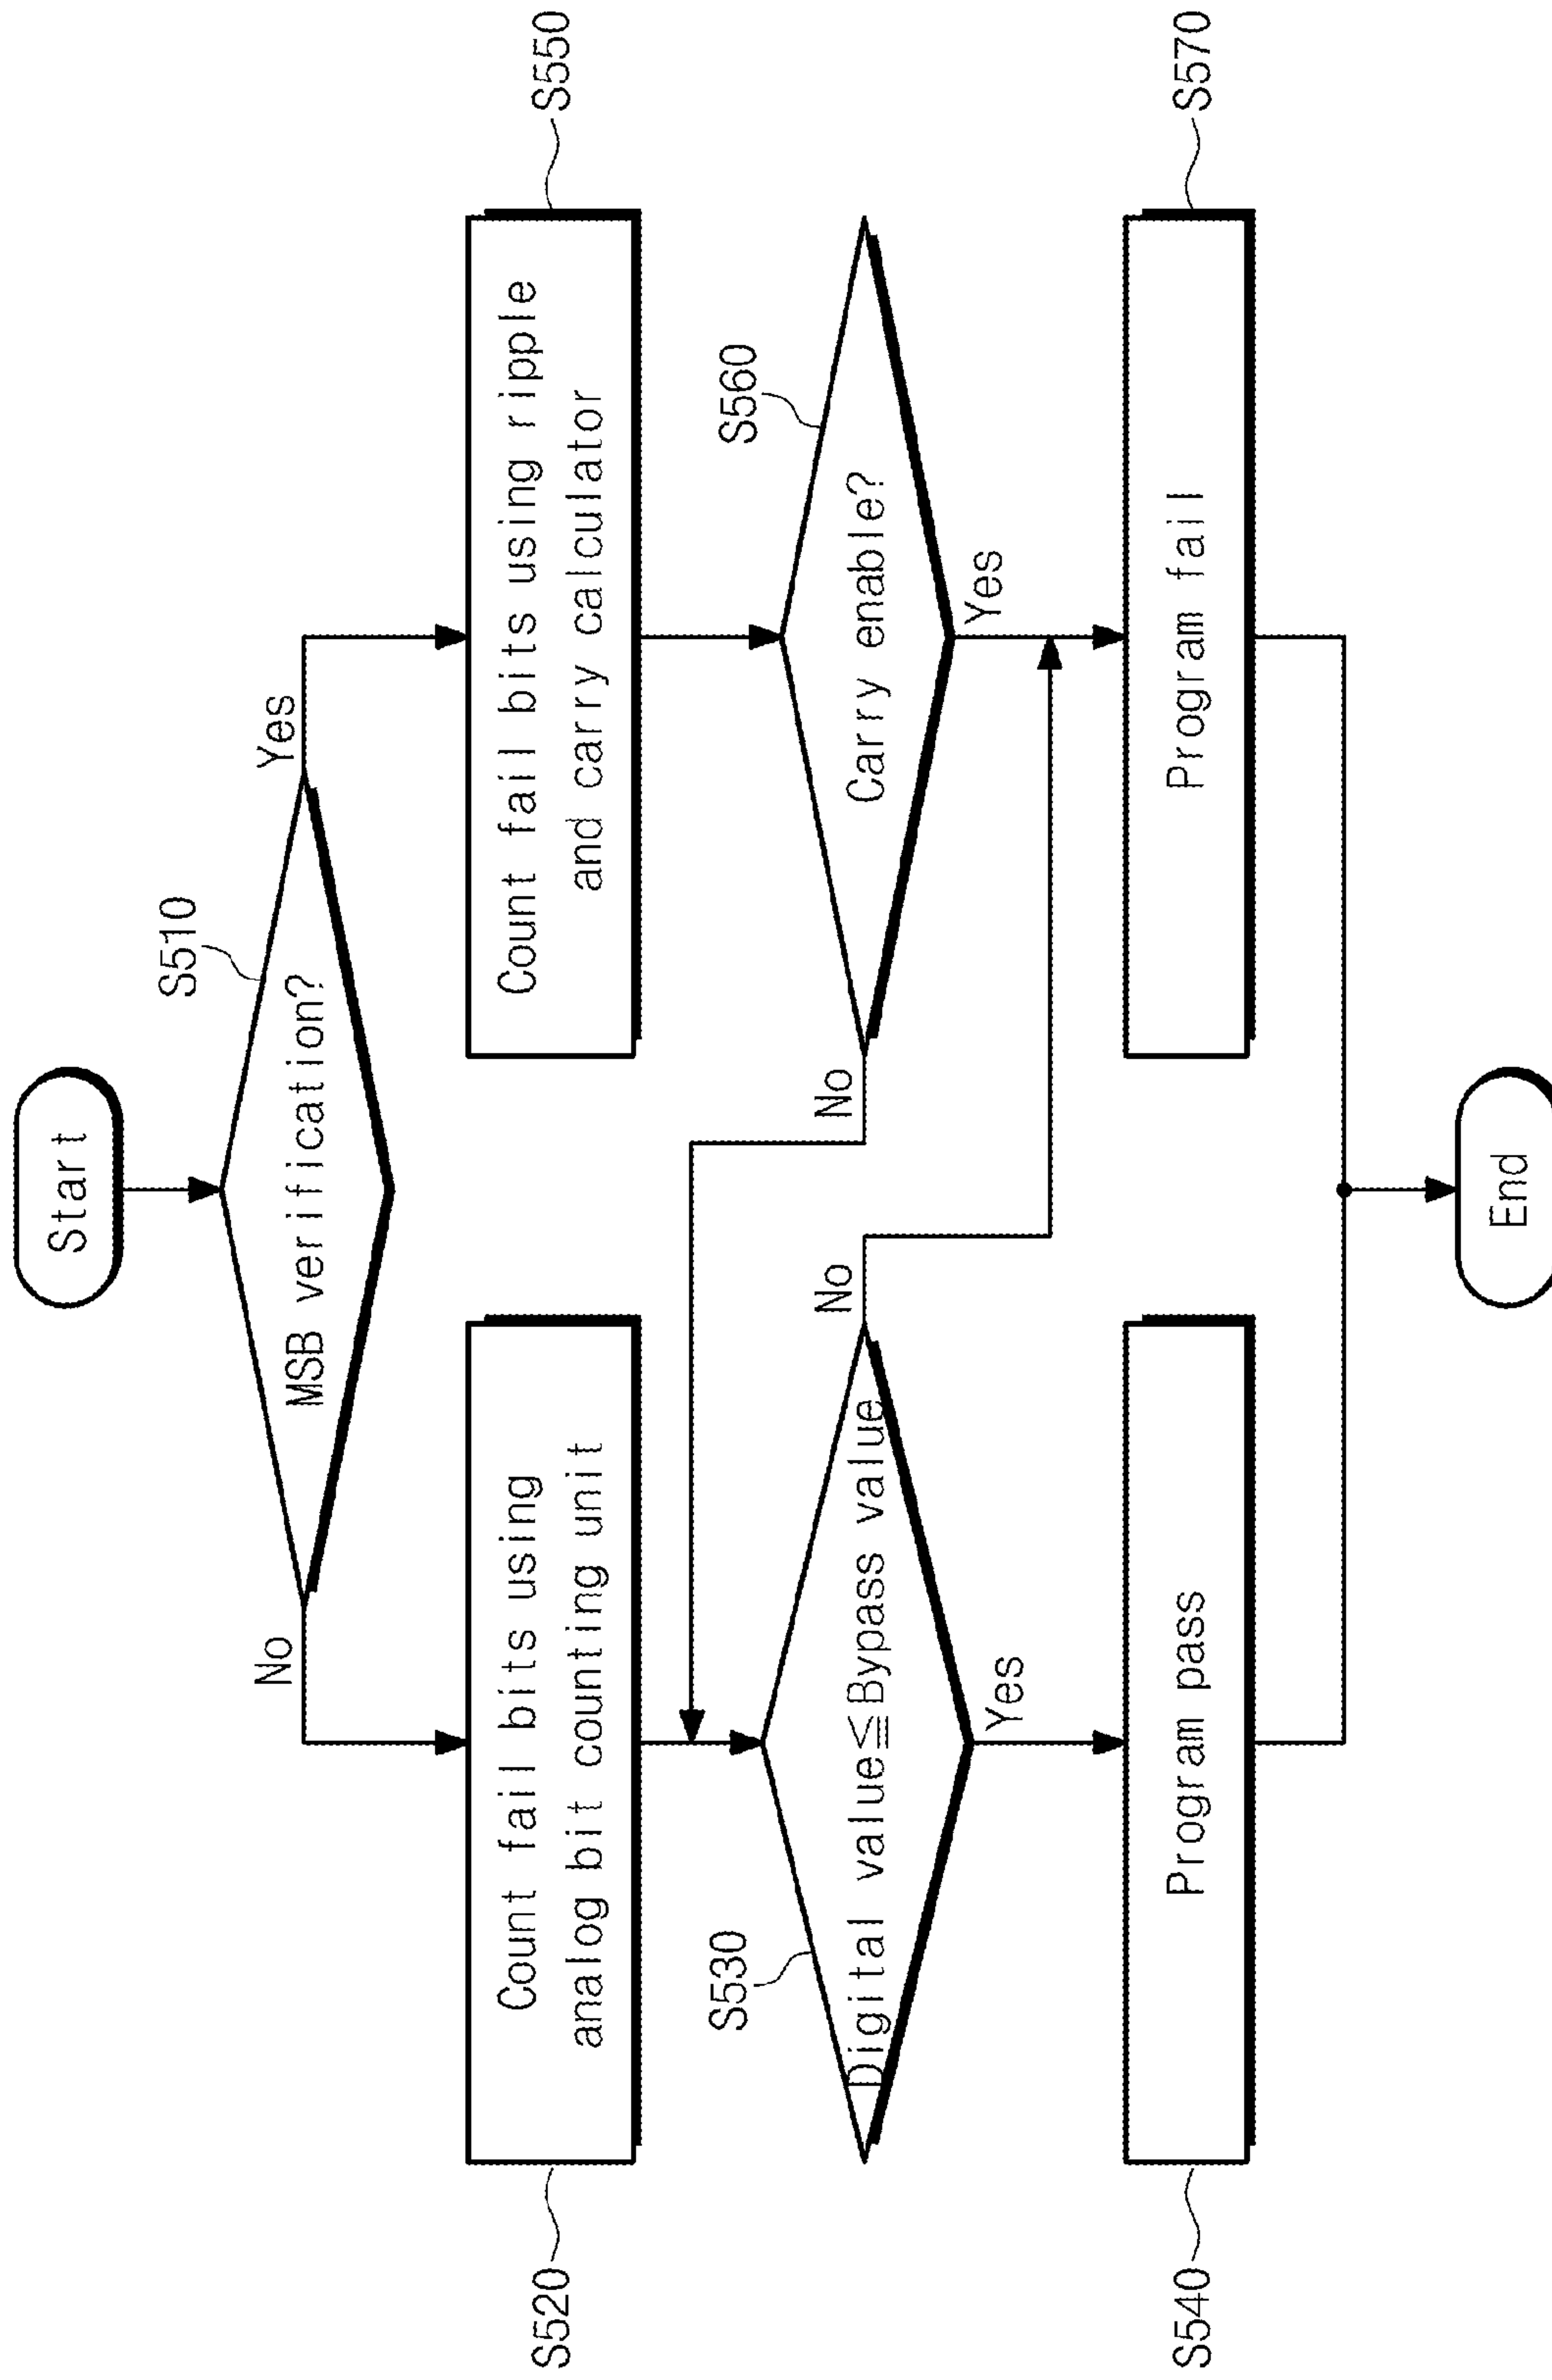 Start
S510
MSB verification?
No
Yes
S520
Count fail bits using
analog bit counting unit
S550
Count fail bits using ripple
and carry calculator
S530
Digital value≦Bypass value
No
Yes
S560
Carry enable?
No
Yes
S540
Program pass
S570
Program fail
End